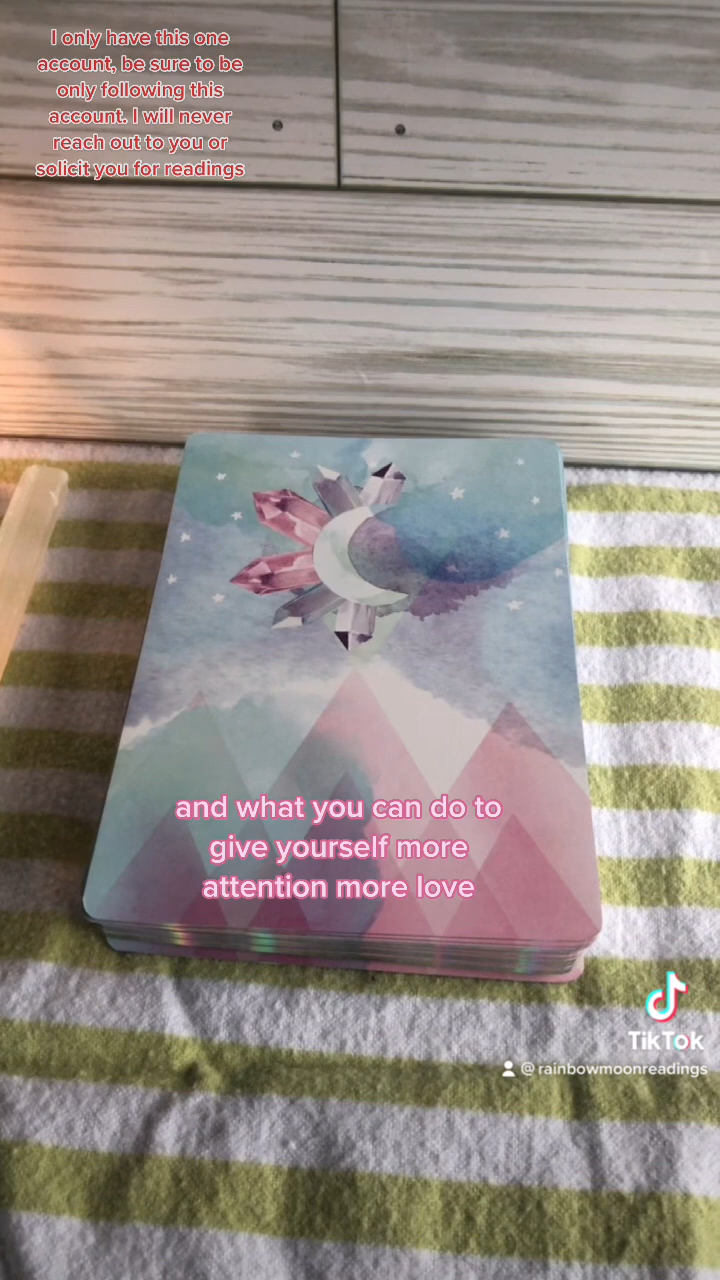 I only have this one
account, be sure to be
only following this
account. I will never
reach out to you or
solicit you for readings
and what you can do to
give yourself more
attention more love
TikTok
@rainbowmoonreadings